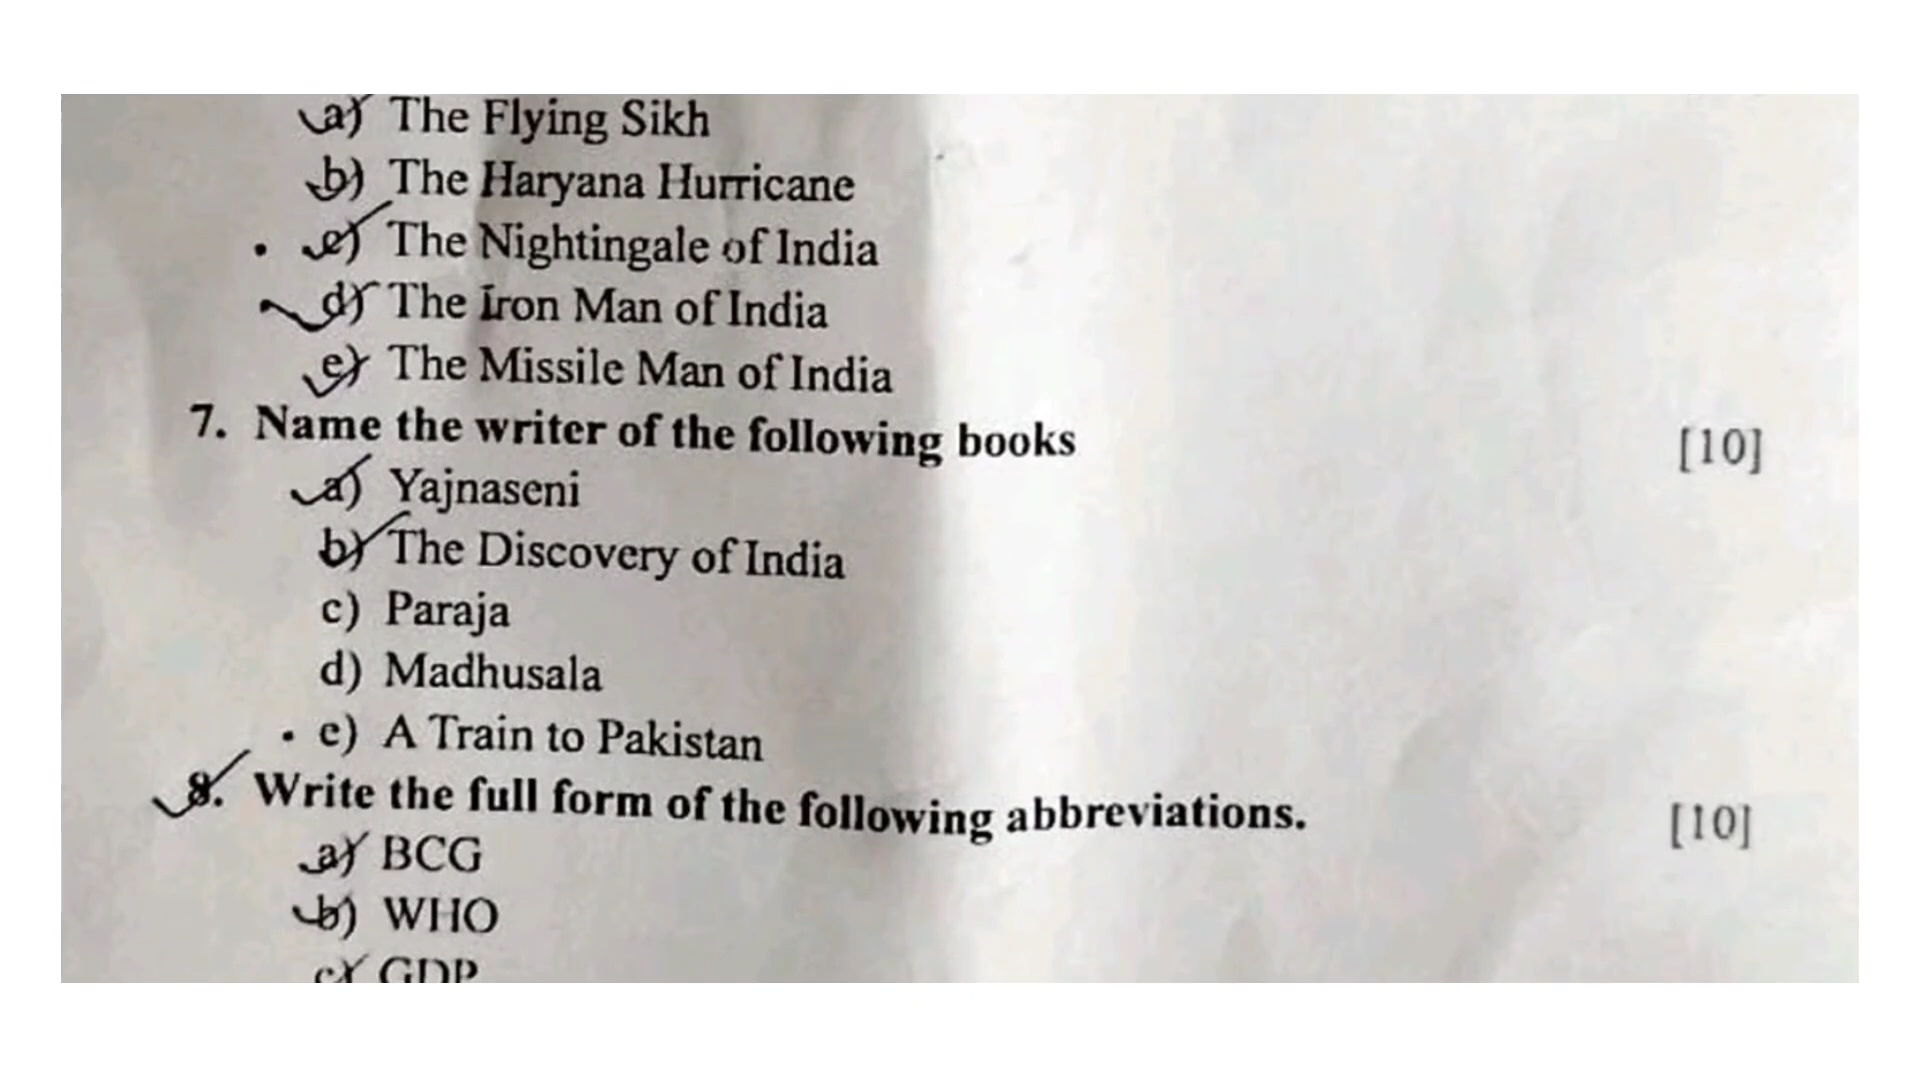 a) The Flying Sikh
b) The Haryana Hurricane
c) The Nightingale of India
d) The Iron Man of India
e) The Missile Man of India
7. Name the writer of the following books [10]
a) Yajnaseni
b) The Discovery of India
c) Paraja
d) Madhusala
e) A Train to Pakistan
8. Write the full form of the following abbreviations. [10]
a) BCG
b) WHO
c) GDP